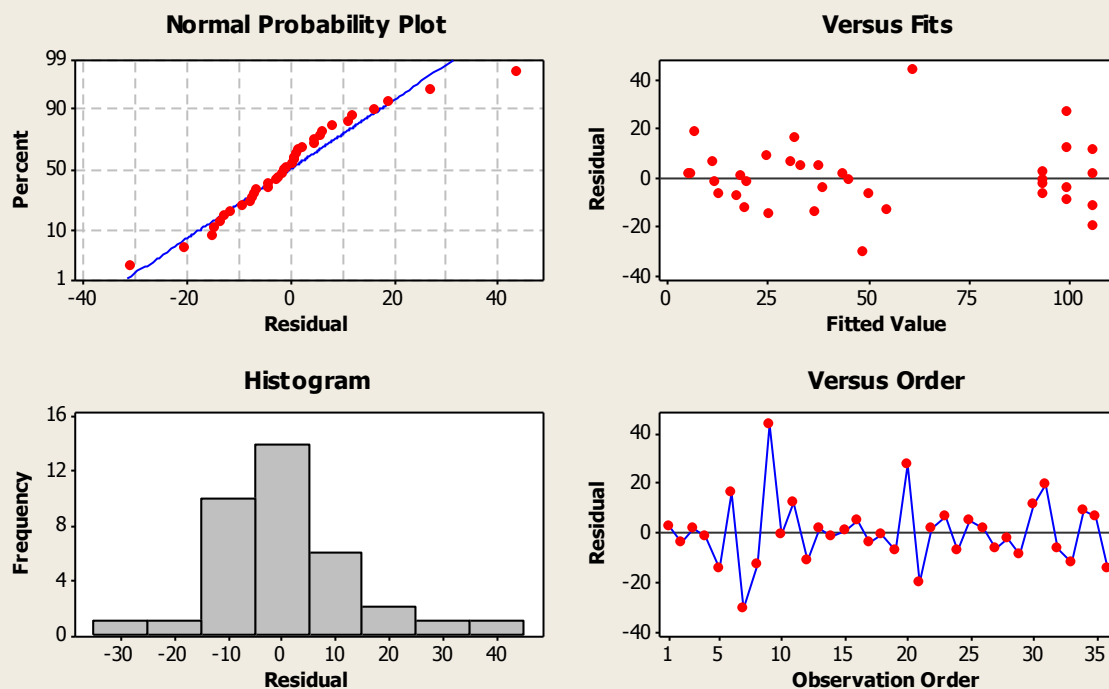 Normal Probability Plot
99
90
50
10
1
Percent
-40 -20 0 20 40
Residual
Versus Fits
40
20
0
-20
-40
Residual
0 25 50 75 100
Fitted Value
Histogram
16
12
8
4
0
Frequency
-30 -20 -10 0 10 20 30 40
Residual
Versus Order
40
20
0
-20
-40
Residual
1 5 10 15 20 25 30 35
Observation Order